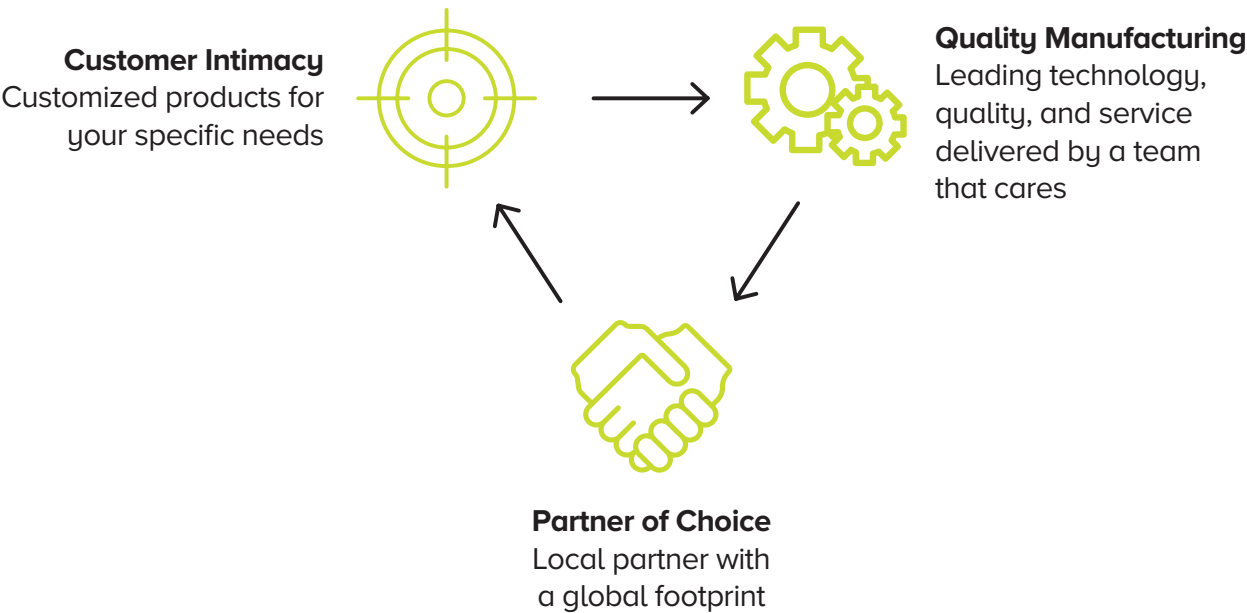 Customer Intimacy
Customized products for
your specific needs
Quality Manufacturing
Leading technology,
quality, and service
delivered by a team
that cares
Partner of Choice
Local partner with
a global footprint